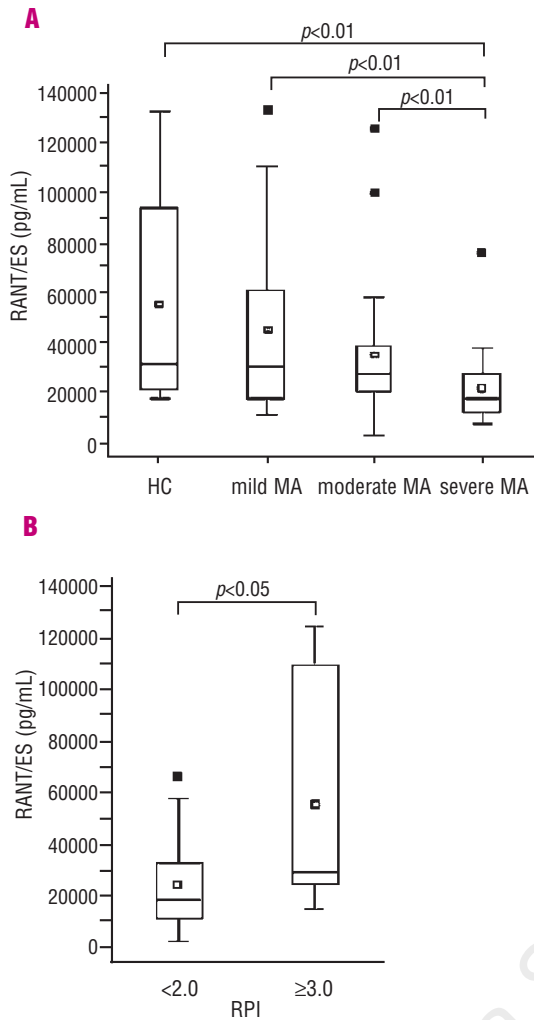 A
p<0.01
p<0.01
p<0.01
RANT/ES (pg/mL)
140000
120000
100000
80000
60000
40000
20000
0
HC mild MA moderate MA severe MA
B
p<0.05
RANT/ES (pg/mL)
140000
120000
100000
80000
60000
40000
20000
0
<2.0 ≥3.0
RPI